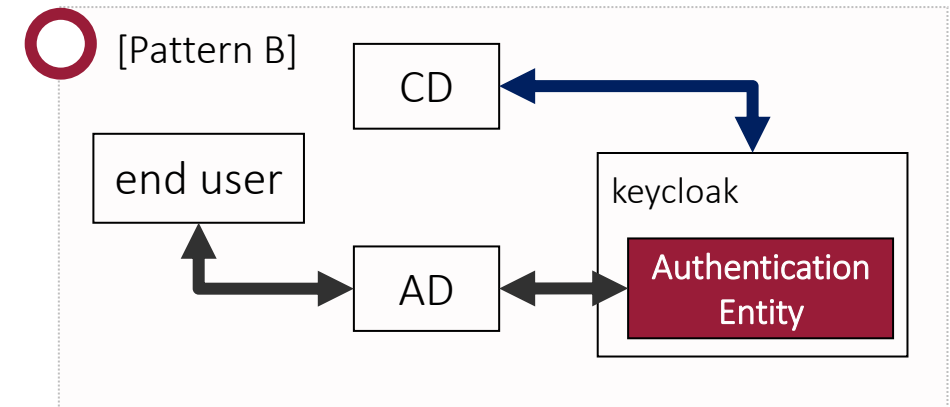 [Pattern B]
CD
end user
keycloak
AD
Authentication
Entity